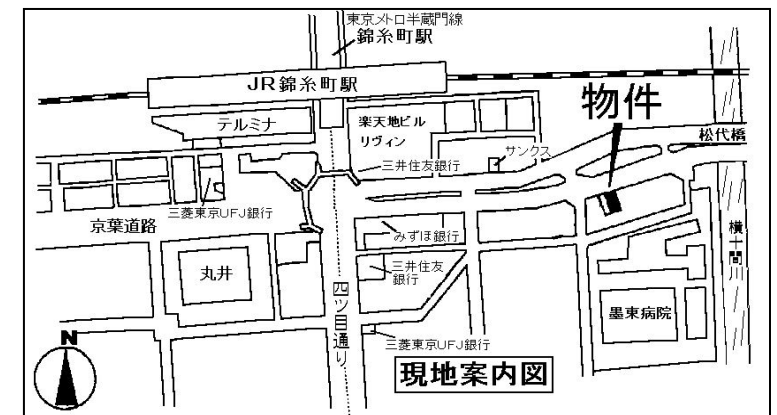 東京メトロ半蔵門線
錦糸町駅
JR錦糸町駅
物件
テルミナ
楽天地ビル
リヴィン
松代橋
サンクス
三井住友銀行
三菱東京UFJ銀行
京葉道路
みずほ銀行
横十間川
丸井
三井住友
銀行
四ツ目通り
墨東病院
三菱東京UFJ銀行
現地案内図
N